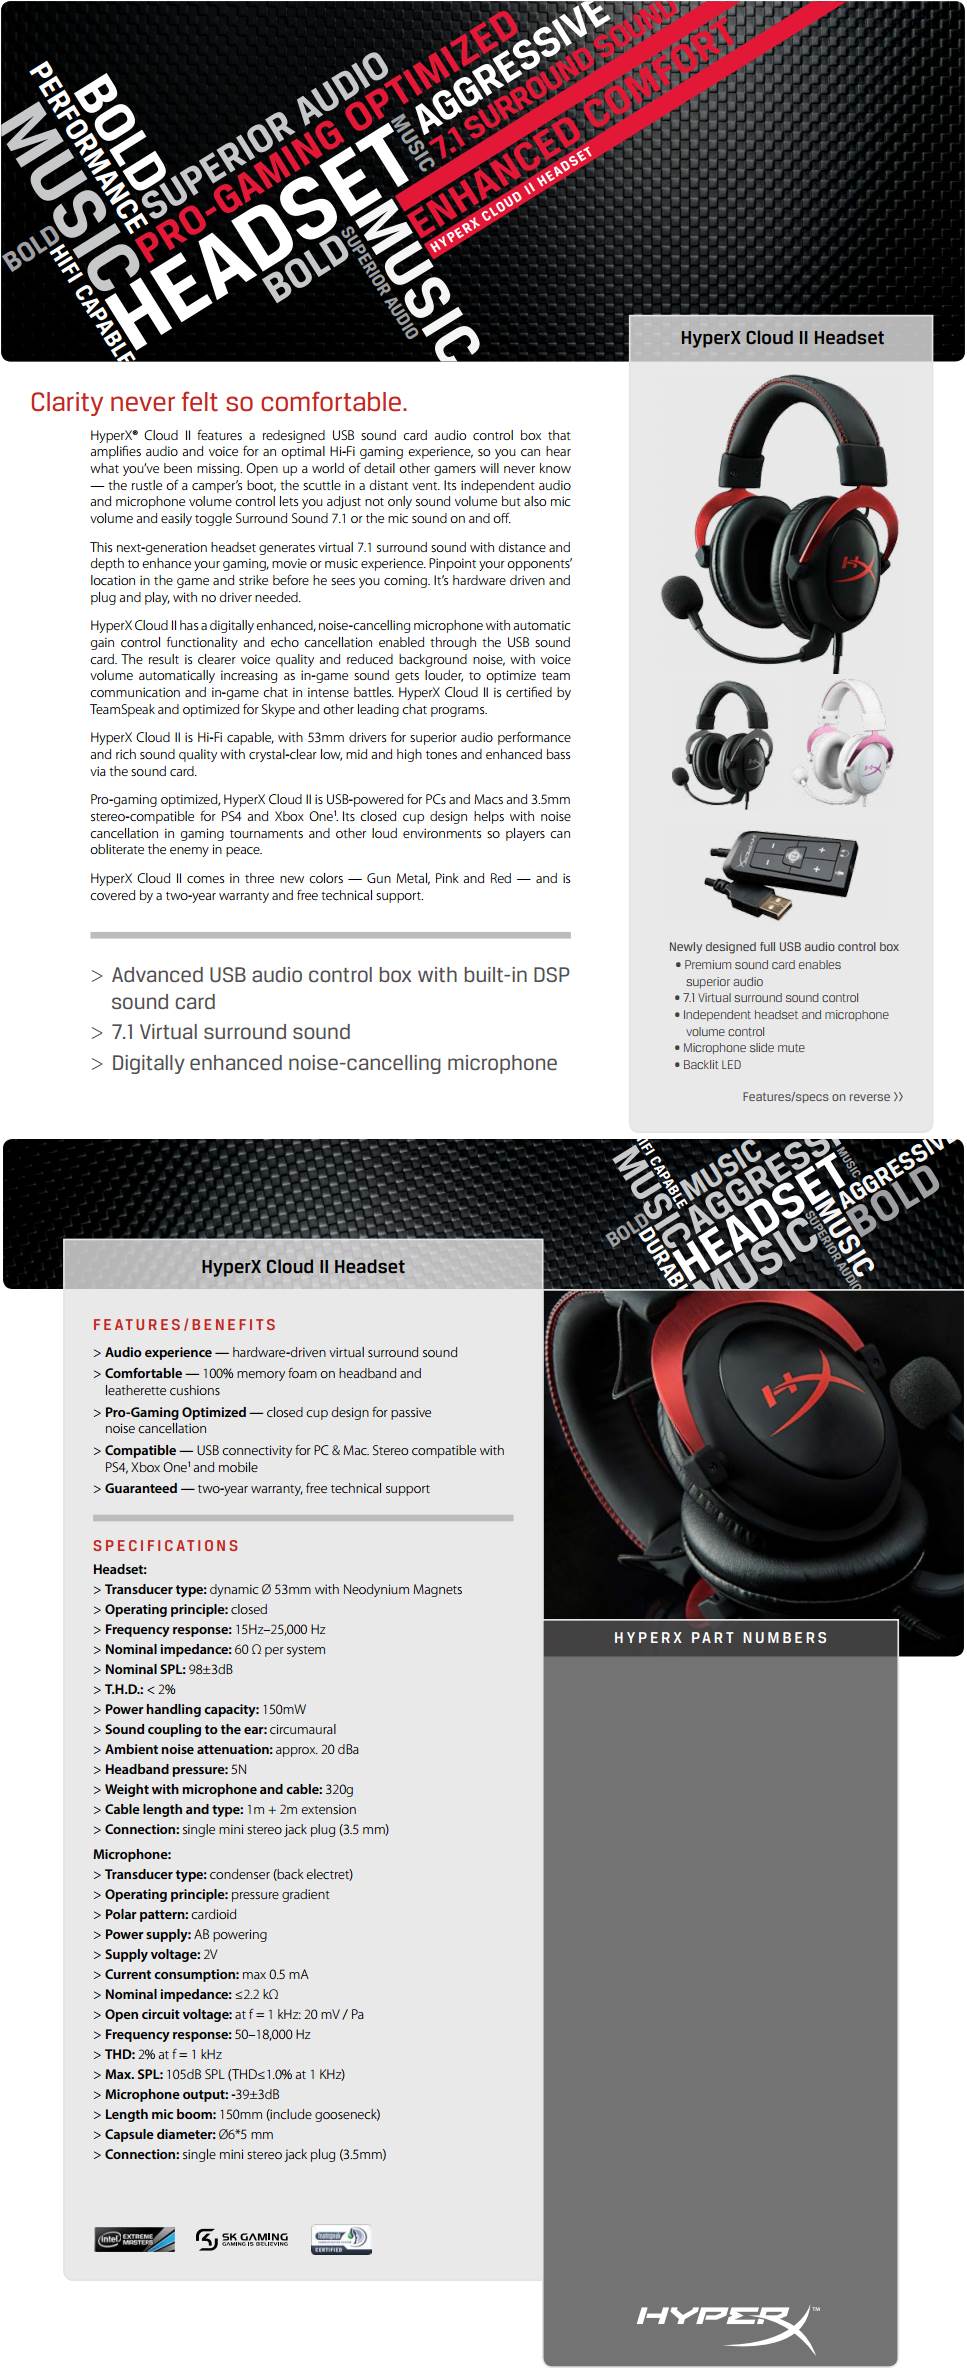 BOLD
PERFORMANCE
MUSIC
BOLD
HIFI CAPABLE
SUPERIOR AUDIO
PRO-GAMING OPTIMIZED
HEADSET
BOLD
MUSIC
AGGRESSIVE
7.1 SURROUND SOUND
ENHANCED COMFORT
HYPERX CLOUD II HEADSET
MUSIC
SUPERIOR AUDIO
HyperX Cloud II Headset
Clarity never felt so comfortable.
HyperX® Cloud II features a redesigned USB sound card audio control box that
amplifies audio and voice for an optimal Hi-Fi gaming experience, so you can hear
what you've been missing. Open up a world of detail other gamers will never know
— the rustle of a camper's boot, the scuttle in a distant vent. Its independent audio
and microphone volume control lets you adjust not only sound volume but also mic
volume and easily toggle Surround Sound 7.1 or the mic sound on and off.
This next-generation headset generates virtual 7.1 surround sound with distance and
depth to enhance your gaming, movie or music experience. Pinpoint your opponents'
location in the game and strike before he sees you coming. It's hardware driven and
plug and play, with no driver needed.
HyperX Cloud II has a digitally enhanced, noise-cancelling microphone with automatic
gain control functionality and echo cancellation enabled through the USB sound
card. The result is clearer voice quality and reduced background noise, with voice
volume automatically increasing as in-game sound gets louder, to optimize team
communication and in-game chat in intense battles. HyperX Cloud II is certified by
TeamSpeak and optimized for Skype and other leading chat programs.
HyperX Cloud II is Hi-Fi capable, with 53mm drivers for superior audio performance
and rich sound quality with crystal-clear low, mid and high tones and enhanced bass
via the sound card.
Pro-gaming optimized, HyperX Cloud II is USB-powered for PCs and Macs and 3.5mm
stereo-compatible for PS4 and Xbox One¹. Its closed cup design helps with noise
cancellation in gaming tournaments and other loud environments so players can
obliterate the enemy in peace.
HyperX Cloud II comes in three new colors — Gun Metal, Pink and Red — and is
covered by a two-year warranty and free technical support.
> Advanced USB audio control box with built-in DSP
sound card
> 7.1 Virtual surround sound
> Digitally enhanced noise-cancelling microphone
Newly designed full USB audio control box
• Premium sound card enables
superior audio
• 7.1 Virtual surround sound control
• Independent headset and microphone
volume control
• Microphone slide mute
• Backlit LED
Features/specs on reverse >>
HIFI CAPABLE
MUSIC
BOLD
DURABL
MUSIC
AGGRESS
HEADSET
MUSIC
MUSIC
AGGRESSIV
BOLD
MUSIC
SUPERIOR AUDIO
HyperX Cloud II Headset
FEATURES/BENEFITS
> Audio experience — hardware-driven virtual surround sound
> Comfortable — 100% memory foam on headband and
leatherette cushions
> Pro-Gaming Optimized — closed cup design for passive
noise cancellation
> Compatible — USB connectivity for PC & Mac. Stereo compatible with
PS4, Xbox One¹ and mobile
> Guaranteed — two-year warranty, free technical support
SPECIFICATIONS
Headset:
> Transducer type: dynamic Ø 53mm with Neodynium Magnets
> Operating principle: closed
> Frequency response: 15Hz–25,000 Hz
> Nominal impedance: 60 Ω per system
> Nominal SPL: 98±3dB
> T.H.D.: < 2%
> Power handling capacity: 150mW
> Sound coupling to the ear: circumaural
> Ambient noise attenuation: approx. 20 dBa
> Headband pressure: 5N
> Weight with microphone and cable: 320g
> Cable length and type: 1m + 2m extension
> Connection: single mini stereo jack plug (3.5 mm)
Microphone:
> Transducer type: condenser (back electret)
> Operating principle: pressure gradient
> Polar pattern: cardioid
> Power supply: AB powering
> Supply voltage: 2V
> Current consumption: max 0.5 mA
> Nominal impedance: ≤2.2 kΩ
> Open circuit voltage: at f = 1 kHz: 20 mV / Pa
> Frequency response: 50–18,000 Hz
> THD: 2% at f = 1 kHz
> Max. SPL: 105dB SPL (THD≤1.0% at 1 KHz)
> Microphone output: -39±3dB
> Length mic boom: 150mm (include gooseneck)
> Capsule diameter: Ø6*5 mm
> Connection: single mini stereo jack plug (3.5mm)
intel EXTREME
MASTERS
SK GAMING
GAMING IS BELIEVING
teamspeak
CERTIFIED
HYPERX PART NUMBERS
HYPERX™